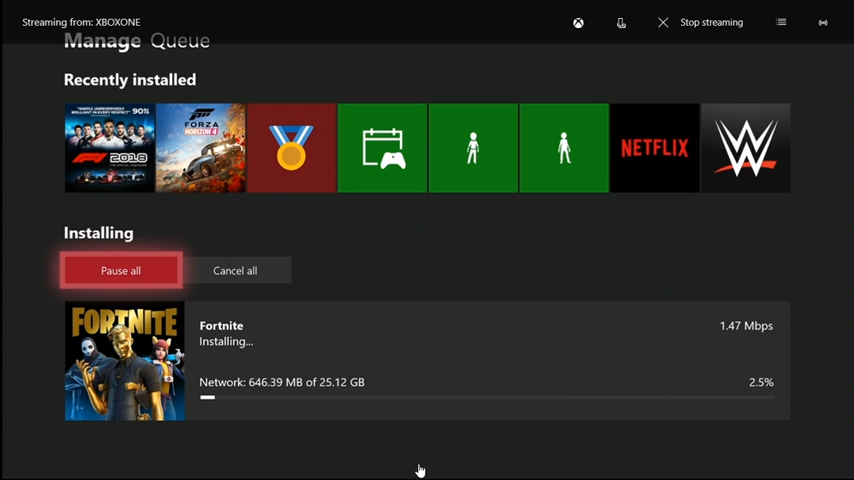 Streaming from: XBOXONE
Stop streaming
Manage Queue
Recently installed
90%
F1 2018
FORZA
HORIZON 4
NETFLIX
W
Installing
Pause all
Cancel all
FORTNITE
Fortnite
1.47 Mbps
Installing...
Network: 646.39 MB of 25.12 GB
2.5%